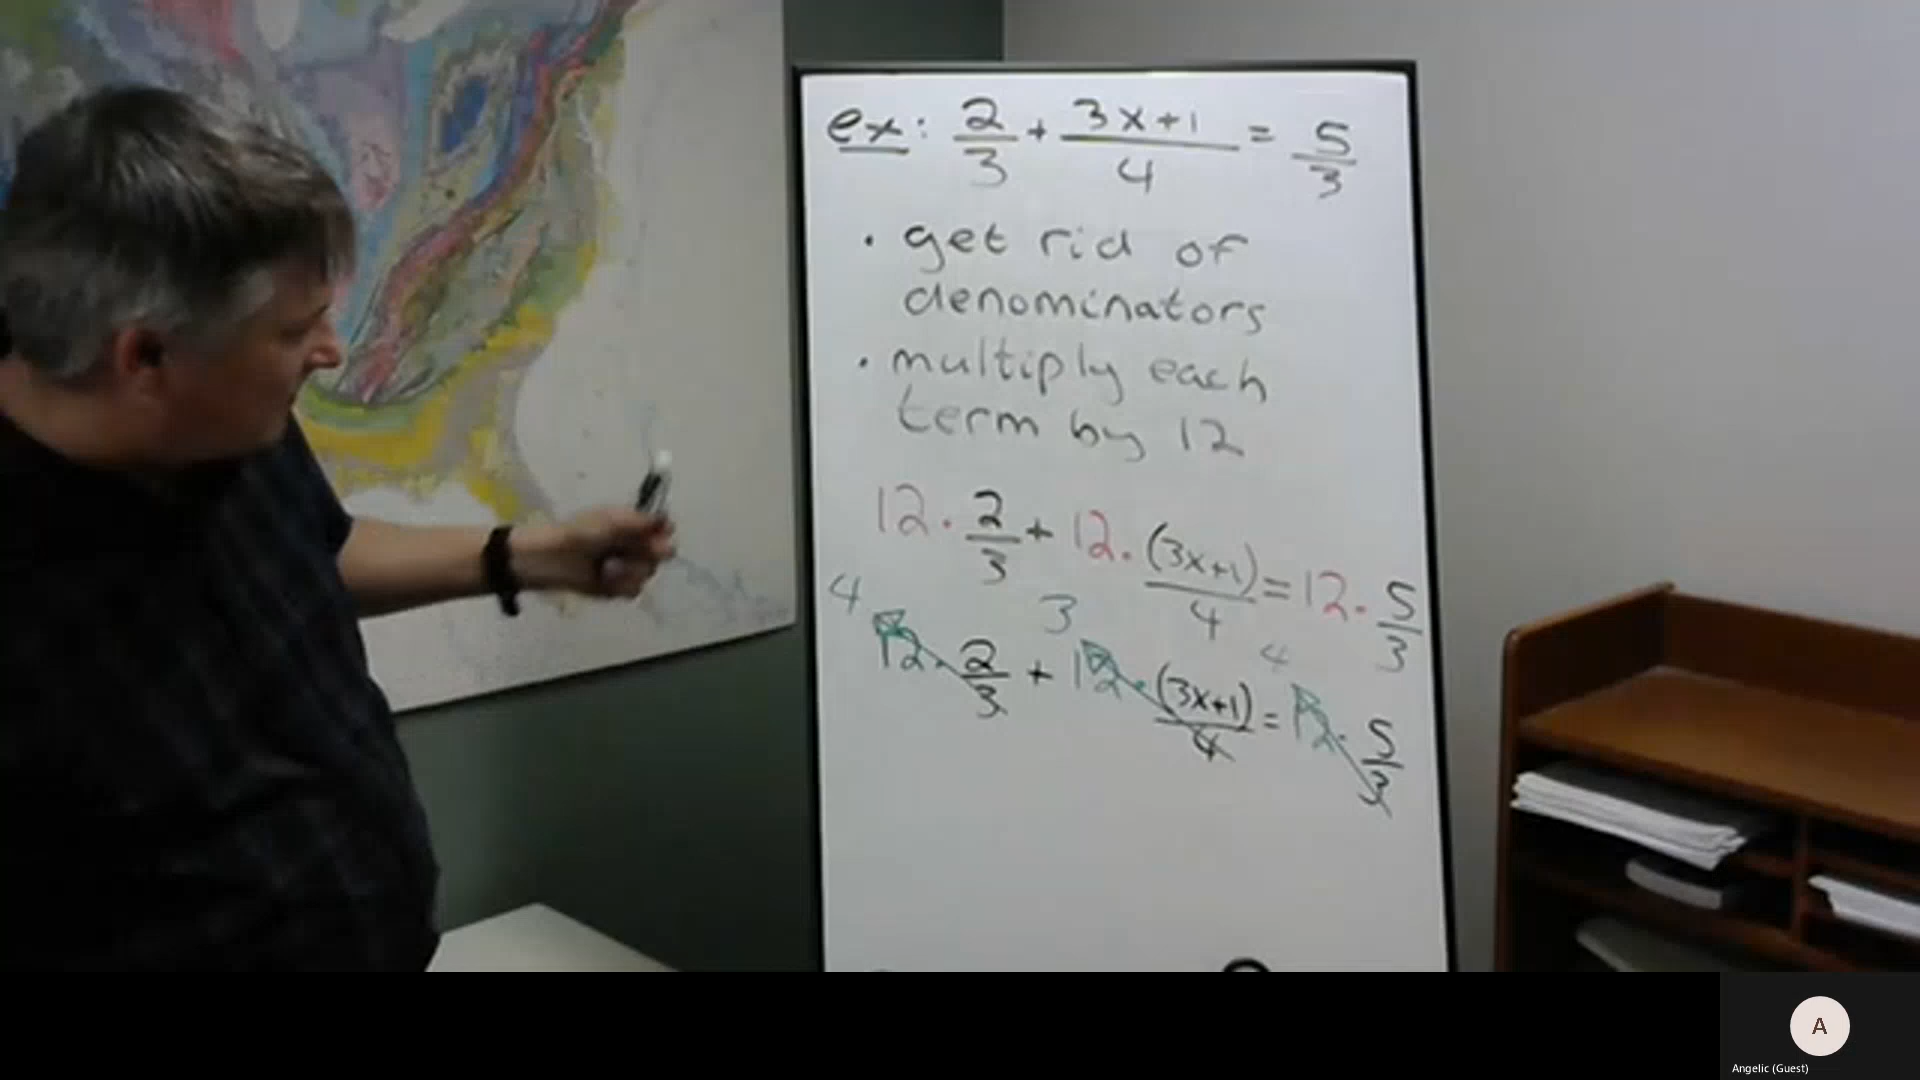 ex: 2/3 + (3x+1)/4 = 5/3
• get rid of
denominators
• multiply each
term by 12
12 · 2/3 + 12 · (3x+1)/4 = 12 · 5/3
4 3 4
12 · 2/3 + 12 · (3x+1)/4 = 12 · 5/3
A
Angelic (Guest)